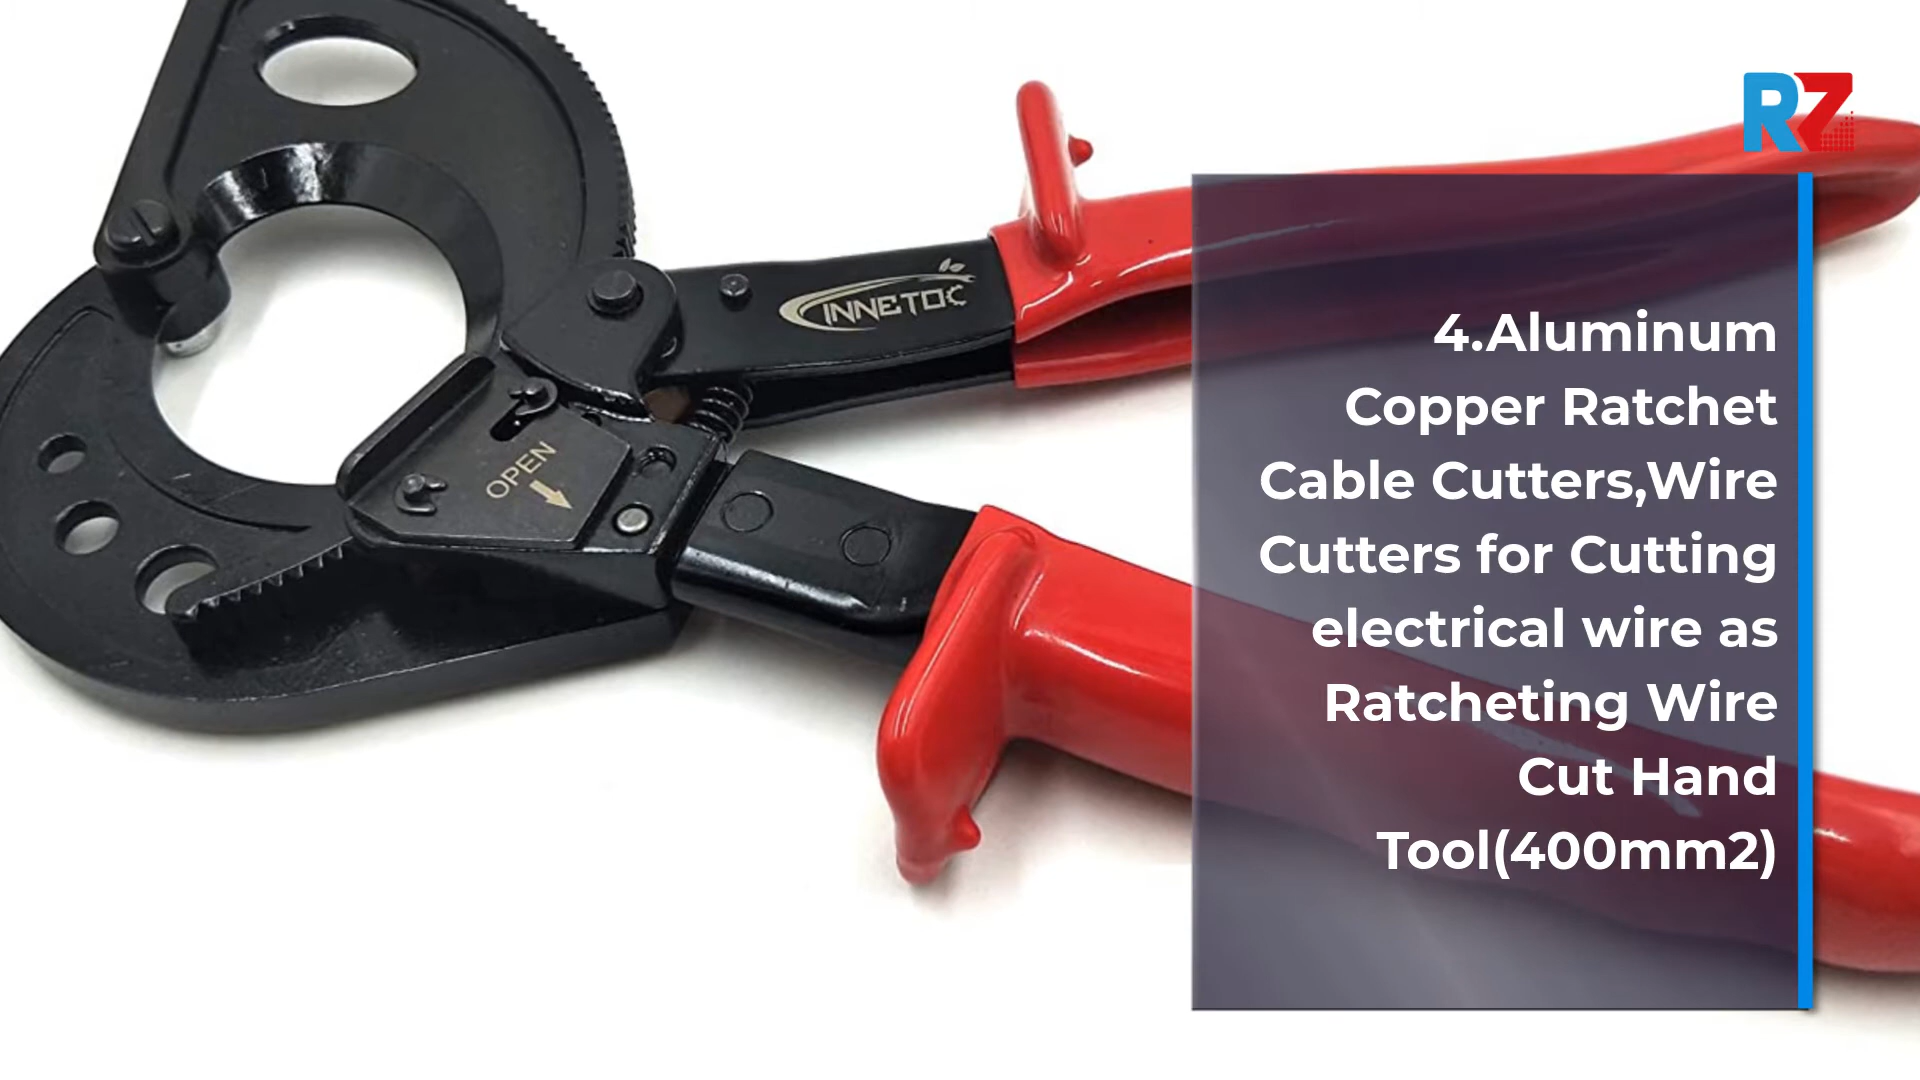 RZ
INNETOC
OPEN
4.Aluminum
Copper Ratchet
Cable Cutters,Wire
Cutters for Cutting
electrical wire as
Ratcheting Wire
Cut Hand
Tool(400mm2)